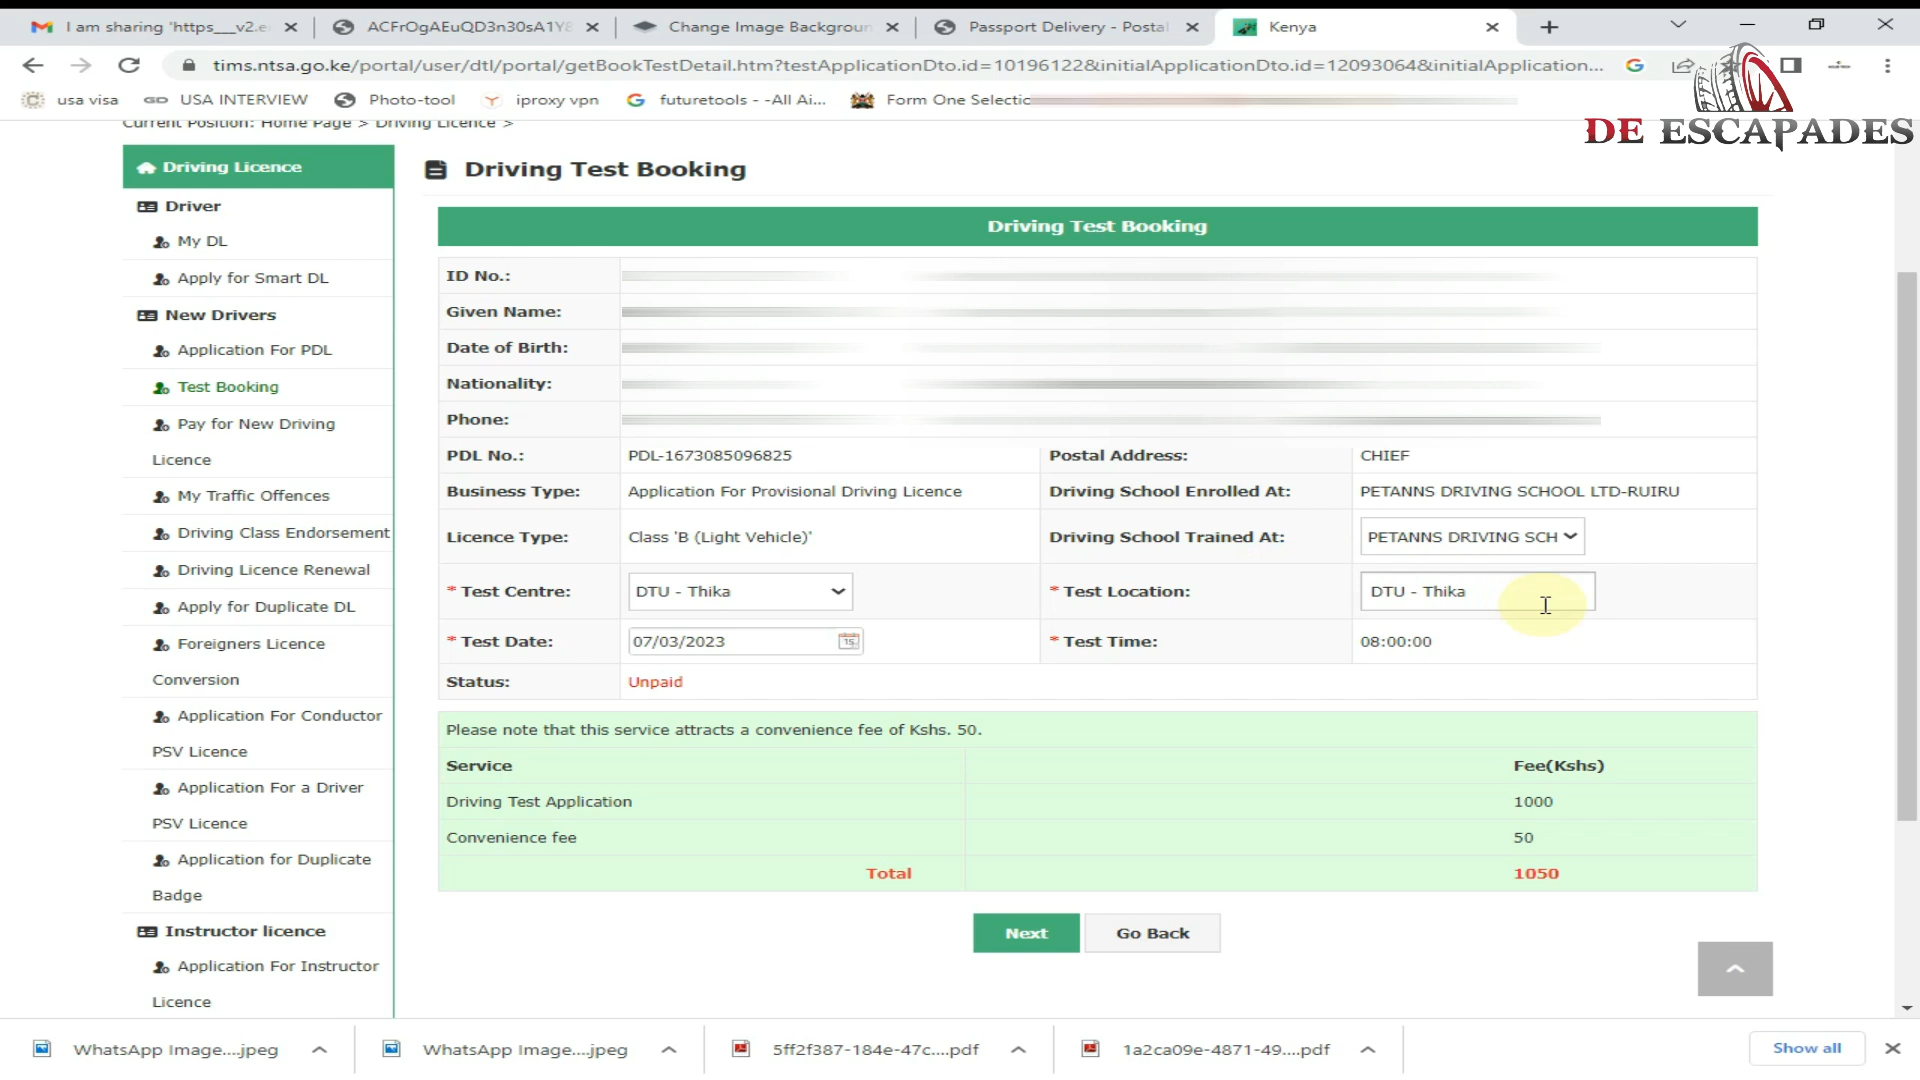 I am sharing 'https___v2.e
ACFrOgAEuQD3n30sA1Y8
Change Image Backgroun
Passport Delivery - Postal
Kenya
tims.ntsa.go.ke/portal/user/dtl/portal/getBookTestDetail.htm?testApplicationDto.id=10196122&initialApplicationDto.id=12093064&initialApplication...
usa visa
USA INTERVIEW
Photo-tool
iproxy vpn
futuretools - -All Ai...
Form One Selectio
DE ESCAPADES
Current Position: Home Page > Driving Licence >
Driving Licence
Driver
My DL
Apply for Smart DL
New Drivers
Application For PDL
Test Booking
Pay for New Driving
Licence
My Traffic Offences
Driving Class Endorsement
Driving Licence Renewal
Apply for Duplicate DL
Foreigners Licence
Conversion
Application For Conductor
PSV Licence
Application For a Driver
PSV Licence
Application for Duplicate
Badge
Instructor licence
Application For Instructor
Licence
Driving Test Booking
Driving Test Booking
ID No.:
Given Name:
Date of Birth:
Nationality:
Phone:
PDL No.: PDL-1673085096825 Postal Address: CHIEF
Business Type: Application For Provisional Driving Licence Driving School Enrolled At: PETANNS DRIVING SCHOOL LTD-RUIRU
Licence Type: Class 'B (Light Vehicle)' Driving School Trained At: PETANNS DRIVING SCH
* Test Centre: DTU - Thika * Test Location: DTU - Thika
* Test Date: 07/03/2023 15 * Test Time: 08:00:00
Status: Unpaid
Please note that this service attracts a convenience fee of Kshs. 50.
Service Fee(Kshs)
Driving Test Application 1000
Convenience fee 50
Total 1050
Next Go Back
WhatsApp Image....jpeg
WhatsApp Image....jpeg
5ff2f387-184e-47c....pdf
1a2ca09e-4871-49....pdf
Show all